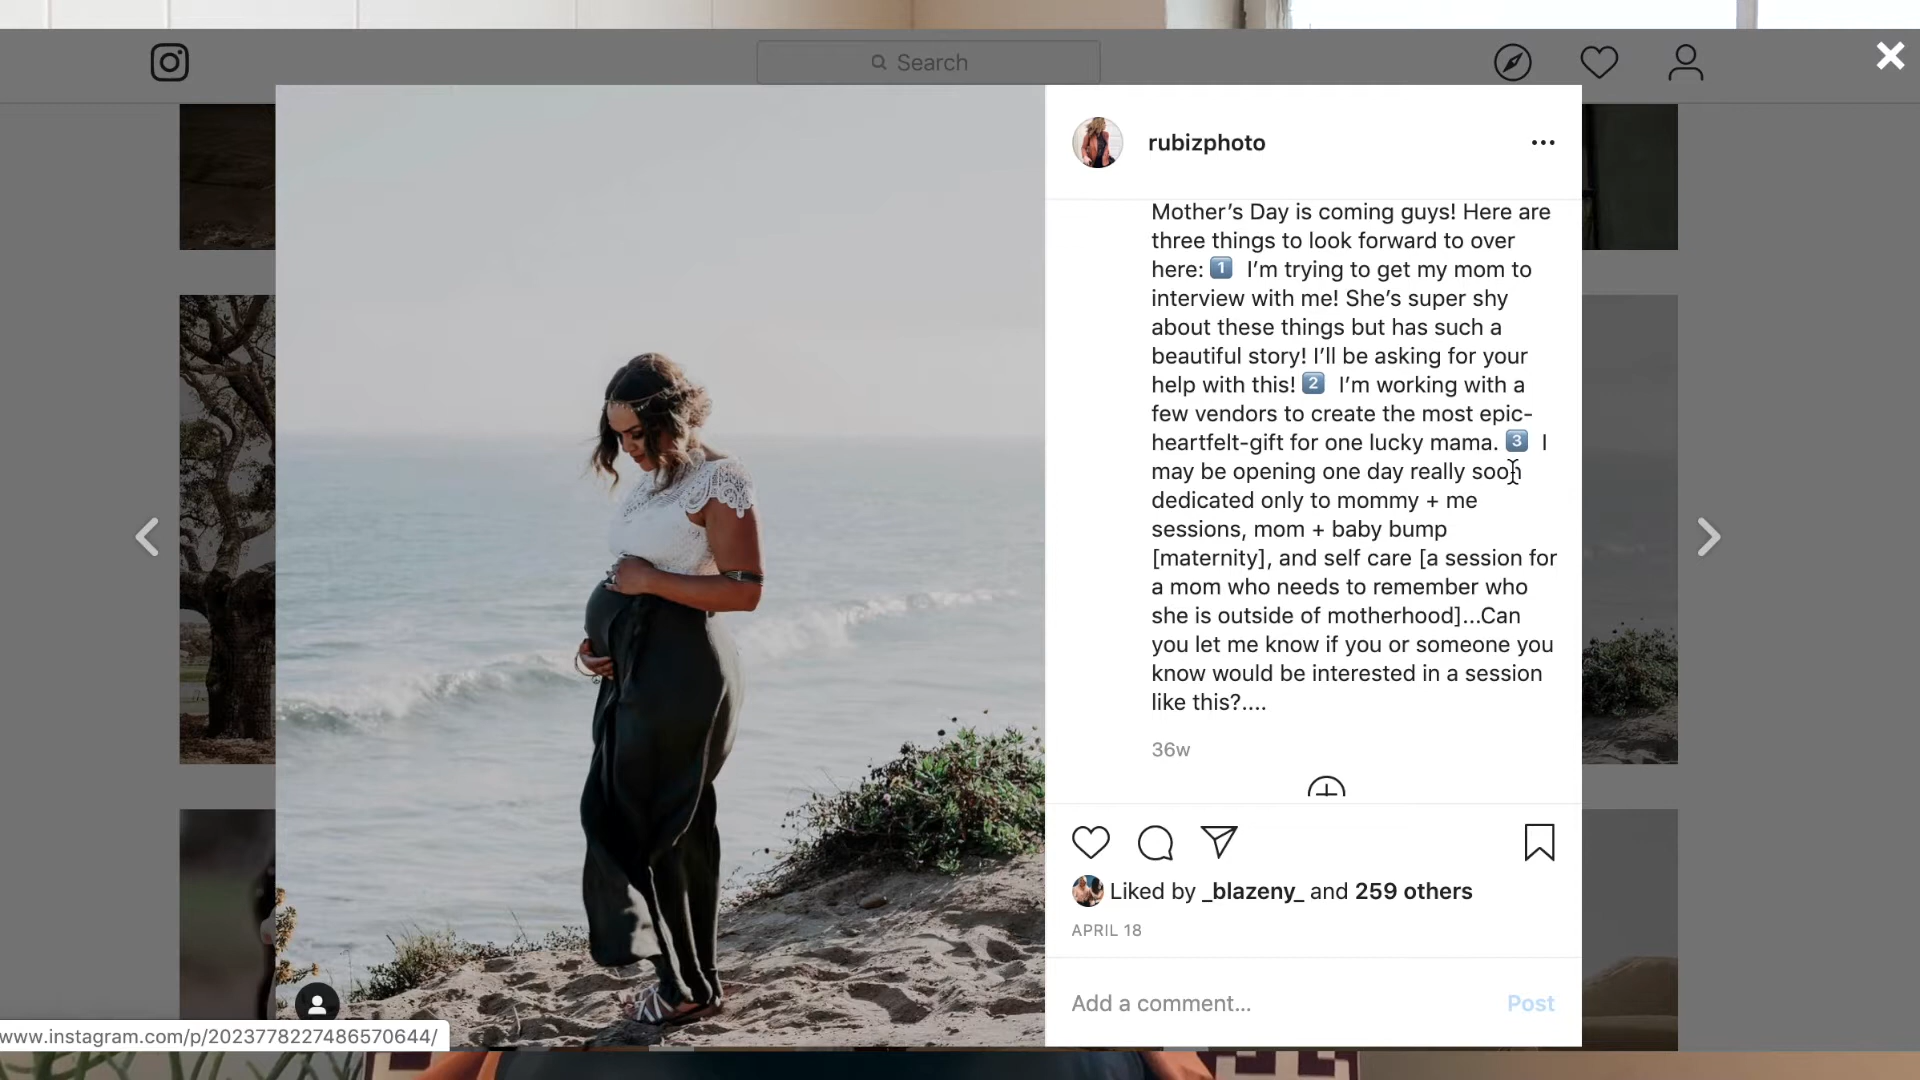 Search
rubizphoto
Mother’s Day is coming guys! Here are
three things to look forward to over
here: 1️⃣ I’m trying to get my mom to
interview with me! She’s super shy
about these things but has such a
beautiful story! I’ll be asking for your
help with this! 2️⃣ I’m working with a
few vendors to create the most epic-
heartfelt-gift for one lucky mama. 3️⃣ I
may be opening one day really soon
dedicated only to mommy + me
sessions, mom + baby bump
[maternity], and self care [a session for
a mom who needs to remember who
she is outside of motherhood]...Can
you let me know if you or someone you
know would be interested in a session
like this?....
36w
Liked by _blazeny_ and 259 others
APRIL 18
Add a comment... Post
www.instagram.com/p/2023778227486570644/